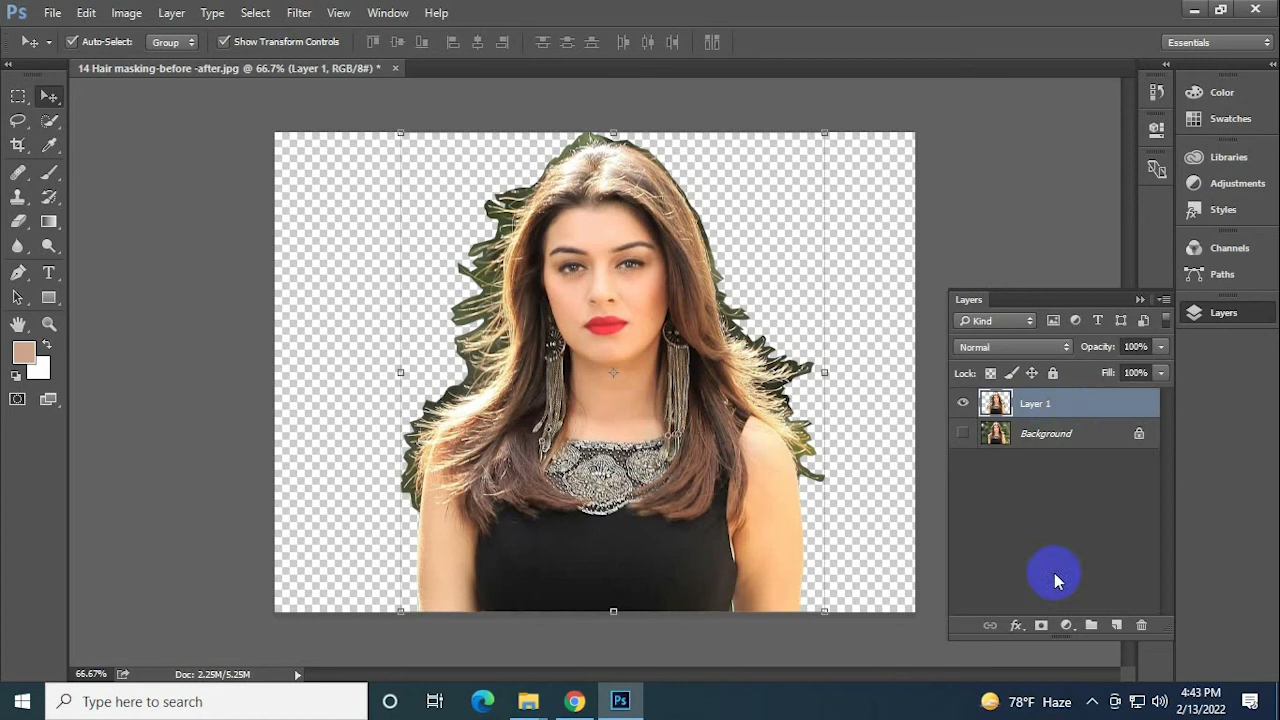 Ps File Edit Image Layer Type Select Filter View Window Help
Auto-Select: Group Show Transform Controls Essentials
14 Hair masking-before -after.jpg @ 66.7% (Layer 1, RGB/8#) *
Color
Swatches
Libraries
Adjustments
Styles
Channels
Paths
Layers
Layers
Kind
Normal Opacity: 100%
Lock: Fill: 100%
Layer 1
Background
fx
66.67% Doc: 2.25M/5.25M
Type here to search
Ps
78°F Haze
4:43 PM
2/13/2022